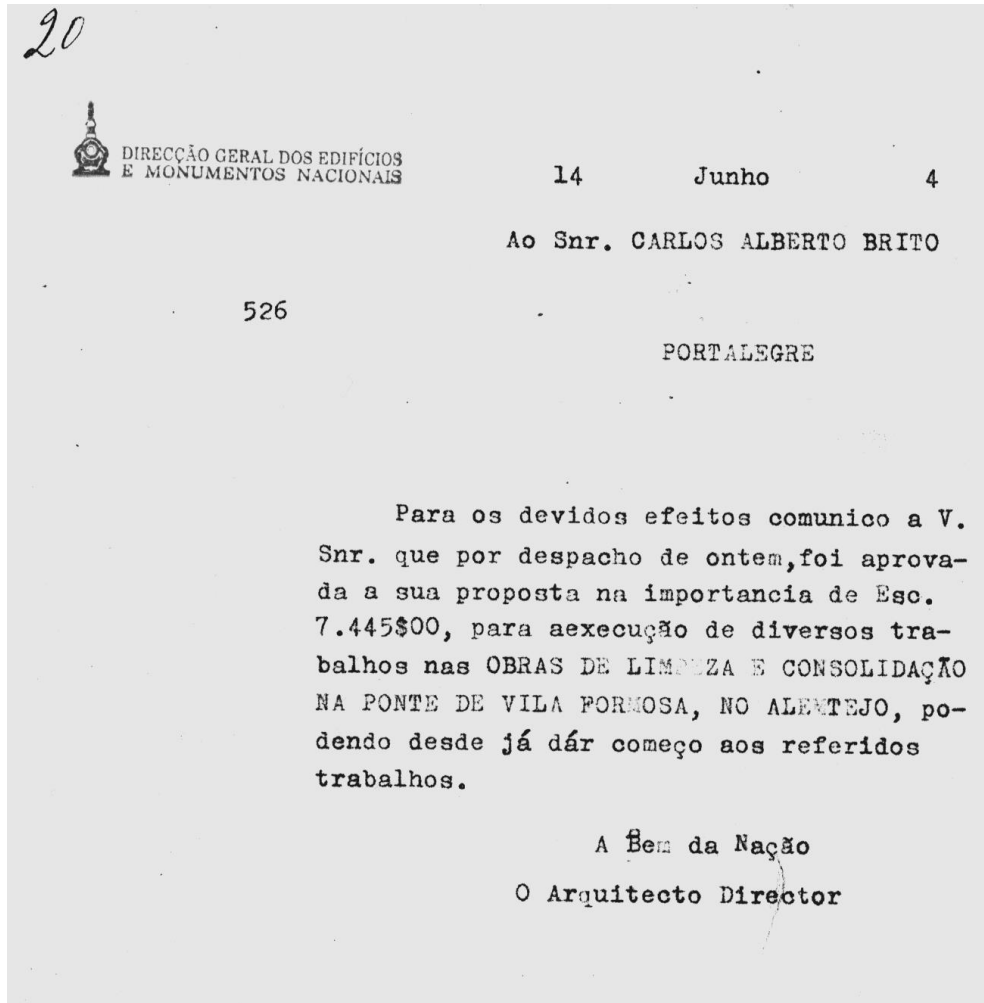 20
DIRECÇÃO GERAL DOS EDIFÍCIOS
E MONUMENTOS NACIONAIS
14 Junho 4
Ao Snr. CARLOS ALBERTO BRITO
526
PORTALEGRE
Para os devidos efeitos comunico a V.
Snr. que por despacho de ontem,foi aprova-
da a sua proposta na importancia de Esc.
7.445$00, para aexecução de diversos tra-
balhos nas OBRAS DE LIMPEZA E CONSOLIDAÇÃO
NA PONTE DE VILA FORMOSA, NO ALEMTEJO, po-
dendo desde já dár começo aos referidos
trabalhos.
A Bem da Nação
O Arquitecto Director